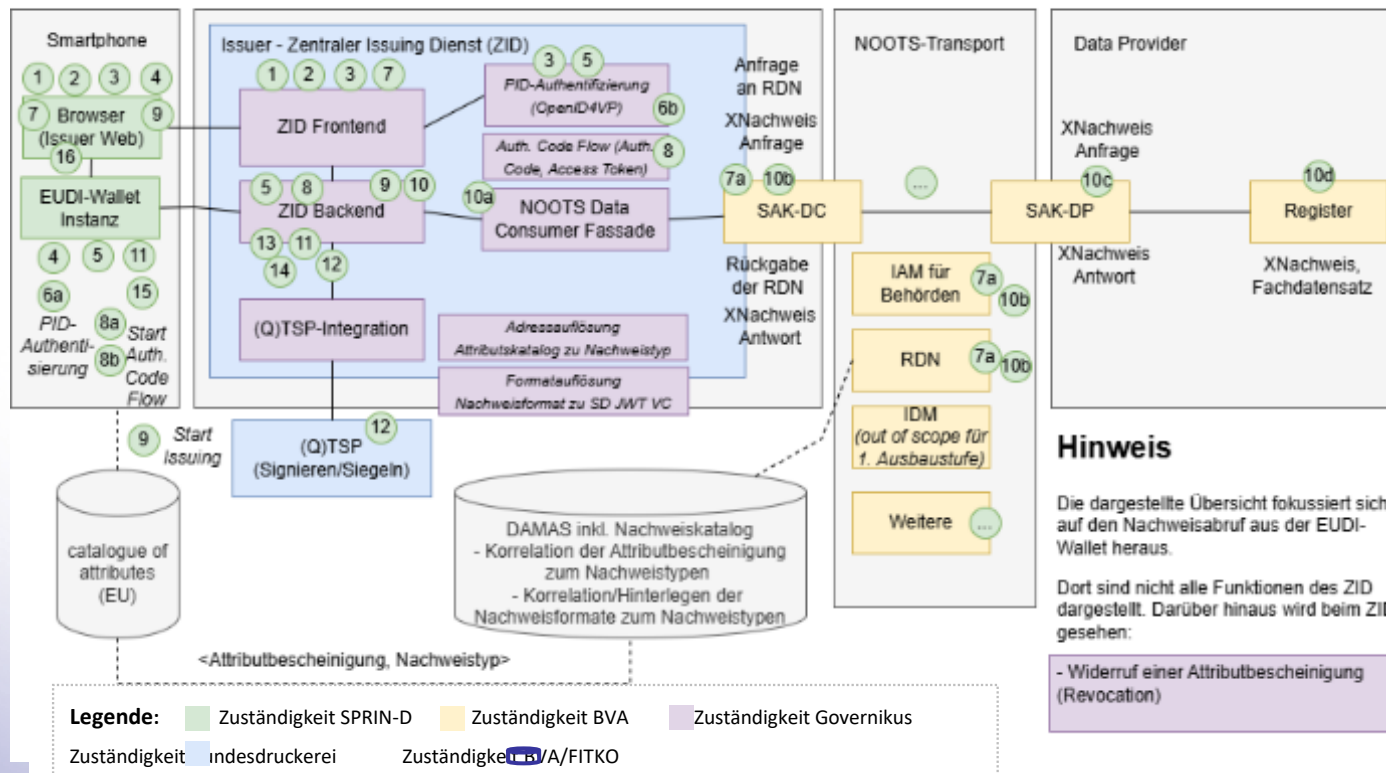 Smartphone
1 2 3 4
7 Browser 9
(Issuer Web)
16
EUDI-Wallet
Instanz
4 5 11
6a 15
PID-
Authenti-
sierung
8a
8b
Start
Auth.
Code
Flow
9 Start
Issuing
catalogue of
attributes
(EU)
Issuer - Zentraler Issuing Dienst (ZID)
1 2 3 7
ZID Frontend
3 5
PID-Authentifizierung
(OpenID4VP) 6b
Auth. Code Flow (Auth.
Code, Access Token) 8
5 8 9 10
ZID Backend
13 11
14 12
10a NOOTS Data
Consumer Fassade
(Q)TSP-Integration
Adressauflösung
Attributskatalog zu Nachweistyp
Formatauflösung
Nachweisformat zu SD JWT VC
(Q)TSP 12
(Signieren/Siegeln)
Anfrage
an RDN
XNachweis
Anfrage
7a 10b
SAK-DC
Rückgabe
der RDN
XNachweis
Antwort
DAMAS inkl. Nachweiskatalog
- Korrelation der Attributbescheinigung
zum Nachweistypen
- Korrelation/Hinterlegen der
Nachweisformate zum Nachweistypen
<Attributbescheinigung, Nachweistyp>
NOOTS-Transport
...
IAM für
Behörden
7a
10b
RDN
7a
10b
IDM
(out of scope für
1. Ausbaustufe)
Weitere ...
Data Provider
XNachweis
Anfrage
10c
SAK-DP
XNachweis
Antwort
10d
Register
XNachweis,
Fachdatensatz
Hinweis
Die dargestellte Übersicht fokussiert sich
auf den Nachweisabruf aus der EUDI-
Wallet heraus.
Dort sind nicht alle Funktionen des ZID
dargestellt. Darüber hinaus wird beim ZID
gesehen:
- Widerruf einer Attributbescheinigung
(Revocation)
Legende: Zuständigkeit SPRIN-D Zuständigkeit BVA Zuständigkeit Governikus
Zuständigkeit undesdruckerei Zuständigkeit BVA/FITKO